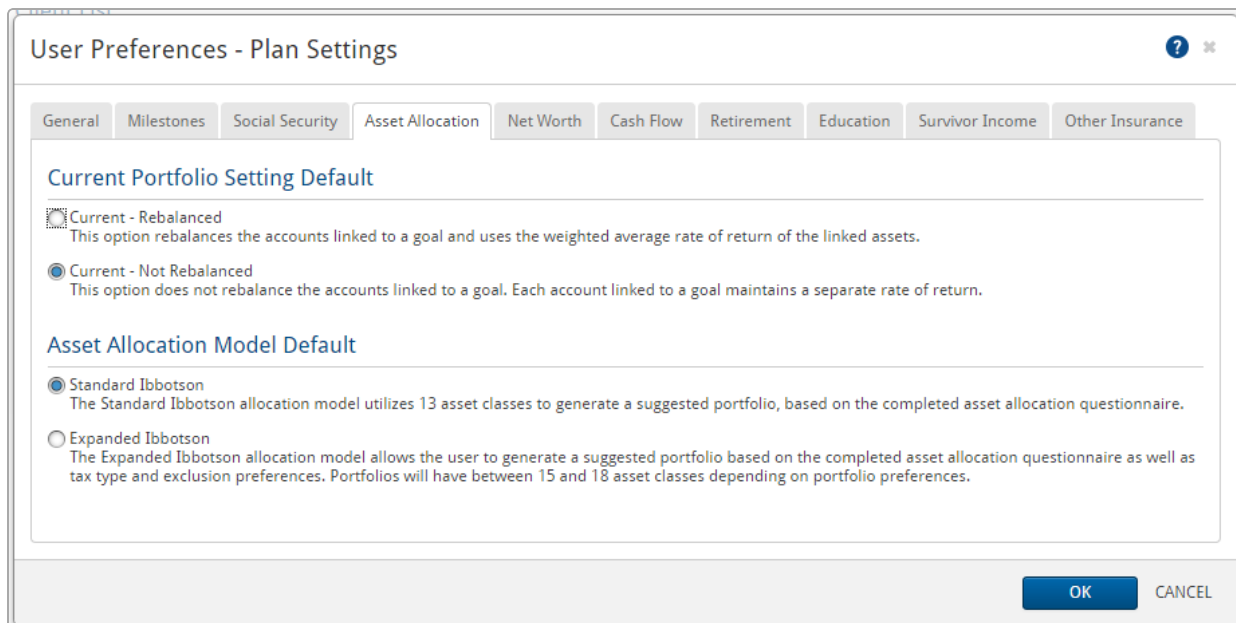 Client List
User Preferences - Plan Settings
?
General Milestones Social Security Asset Allocation Net Worth Cash Flow Retirement Education Survivor Income Other Insurance
Current Portfolio Setting Default
Current - Rebalanced
This option rebalances the accounts linked to a goal and uses the weighted average rate of return of the linked assets.
Current - Not Rebalanced
This option does not rebalance the accounts linked to a goal. Each account linked to a goal maintains a separate rate of return.
Asset Allocation Model Default
Standard Ibbotson
The Standard Ibbotson allocation model utilizes 13 asset classes to generate a suggested portfolio, based on the completed asset allocation questionnaire.
Expanded Ibbotson
The Expanded Ibbotson allocation model allows the user to generate a suggested portfolio based on the completed asset allocation questionnaire as well as
tax type and exclusion preferences. Portfolios will have between 15 and 18 asset classes depending on portfolio preferences.
OK CANCEL